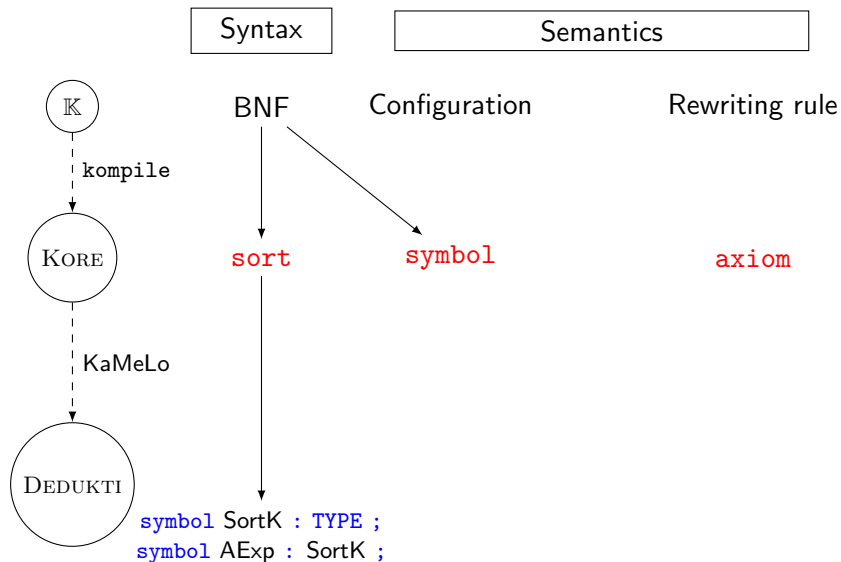 Syntax Semantics
𝕂 BNF Configuration Rewriting rule
kompile
KORE sort symbol axiom
KaMeLo
DEDUKTI
symbol SortK : TYPE ;
symbol AExp : SortK ;